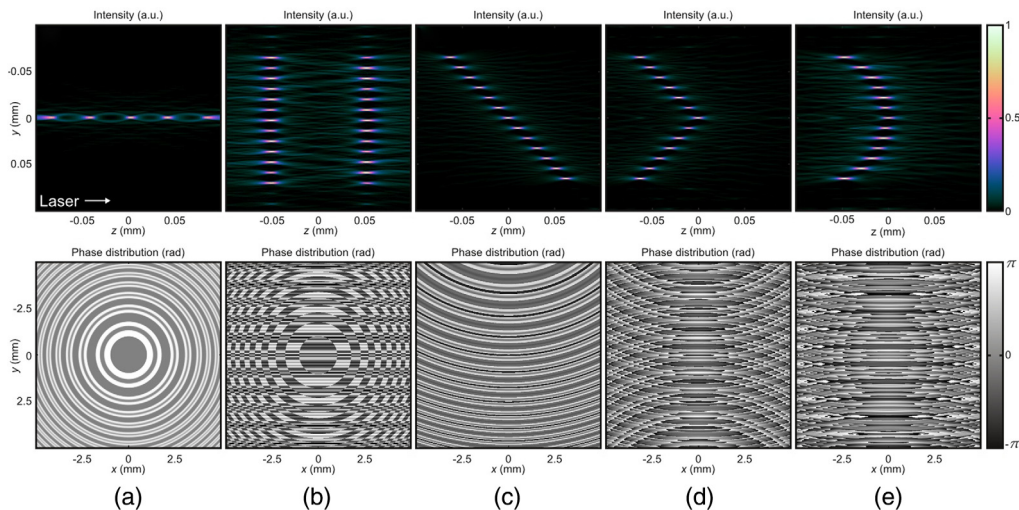 Intensity (a.u.) Intensity (a.u.) Intensity (a.u.) Intensity (a.u.) Intensity (a.u.)
1
-0.05
y (mm)
0
0.5
0.05
Laser
0
-0.05 0 0.05 -0.05 0 0.05 -0.05 0 0.05 -0.05 0 0.05 -0.05 0 0.05
z (mm) z (mm) z (mm) z (mm) z (mm)
Phase distribution (rad) Phase distribution (rad) Phase distribution (rad) Phase distribution (rad) Phase distribution (rad)
π
-2.5
y (mm)
0
0
2.5
-π
-2.5 0 2.5 -2.5 0 2.5 -2.5 0 2.5 -2.5 0 2.5 -2.5 0 2.5
x (mm) x (mm) x (mm) x (mm) x (mm)
(a) (b) (c) (d) (e)